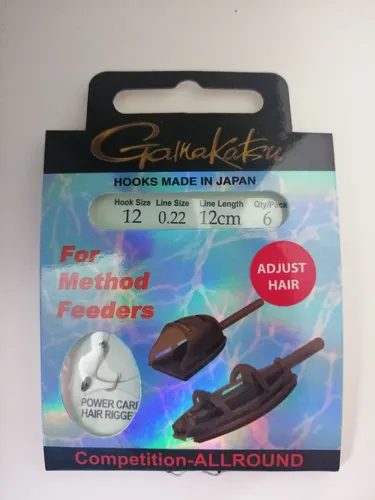 Gamakatsu
HOOKS MADE IN JAPAN
Hook Size Line Size Line Length Qty/Pack
12 0.22 12cm 6
For
Method
Feeders
ADJUST
HAIR
POWER CARP
HAIR RIGGE
Competition-ALLROUND